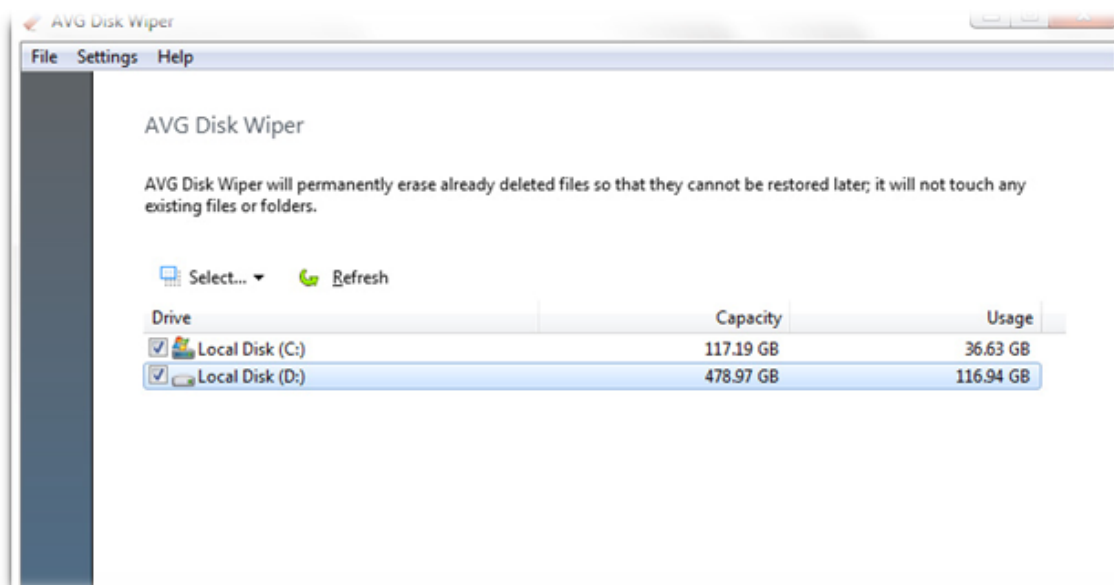 AVG Disk Wiper
File Settings Help
AVG Disk Wiper
AVG Disk Wiper will permanently erase already deleted files so that they cannot be restored later; it will not touch any
existing files or folders.
Select... Refresh
Drive Capacity Usage
Local Disk (C:) 117.19 GB 36.63 GB
Local Disk (D:) 478.97 GB 116.94 GB